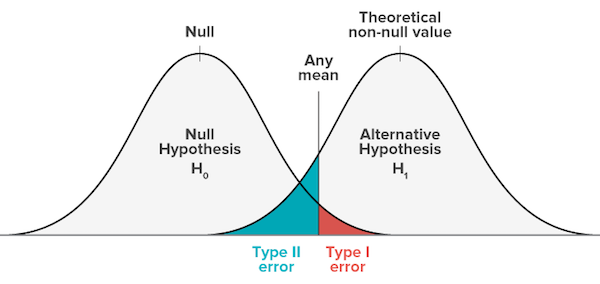 Null
Theoretical
non-null value
Any
mean
Null
Hypothesis
H₀
Alternative
Hypothesis
H₁
Type II
error
Type I
error